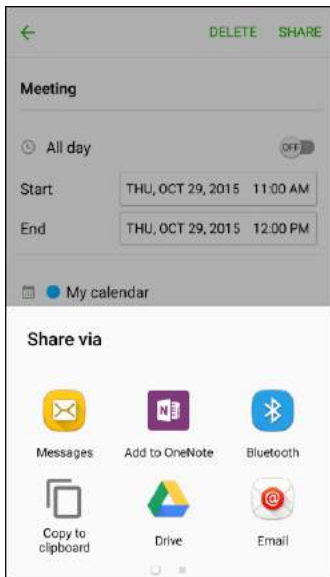 DELETE SHARE
Meeting
All day OFF
Start THU, OCT 29, 2015 11:00 AM
End THU, OCT 29, 2015 12:00 PM
My calendar
Share via
Messages Add to OneNote Bluetooth
Copy to
clipboard Drive Email